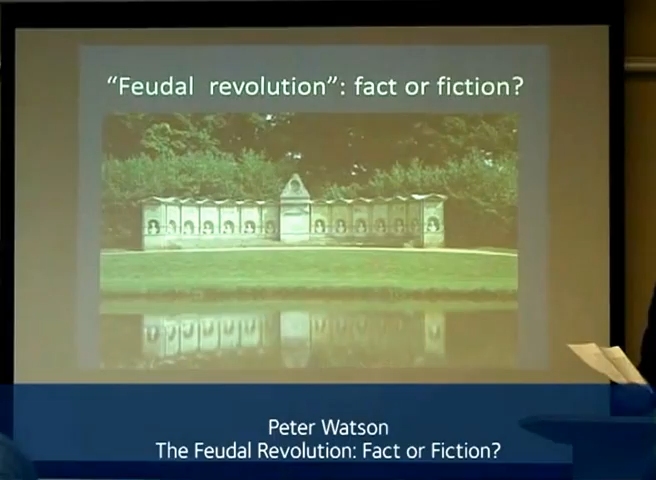 “Feudal revolution”: fact or fiction?
Peter Watson
The Feudal Revolution: Fact or Fiction?